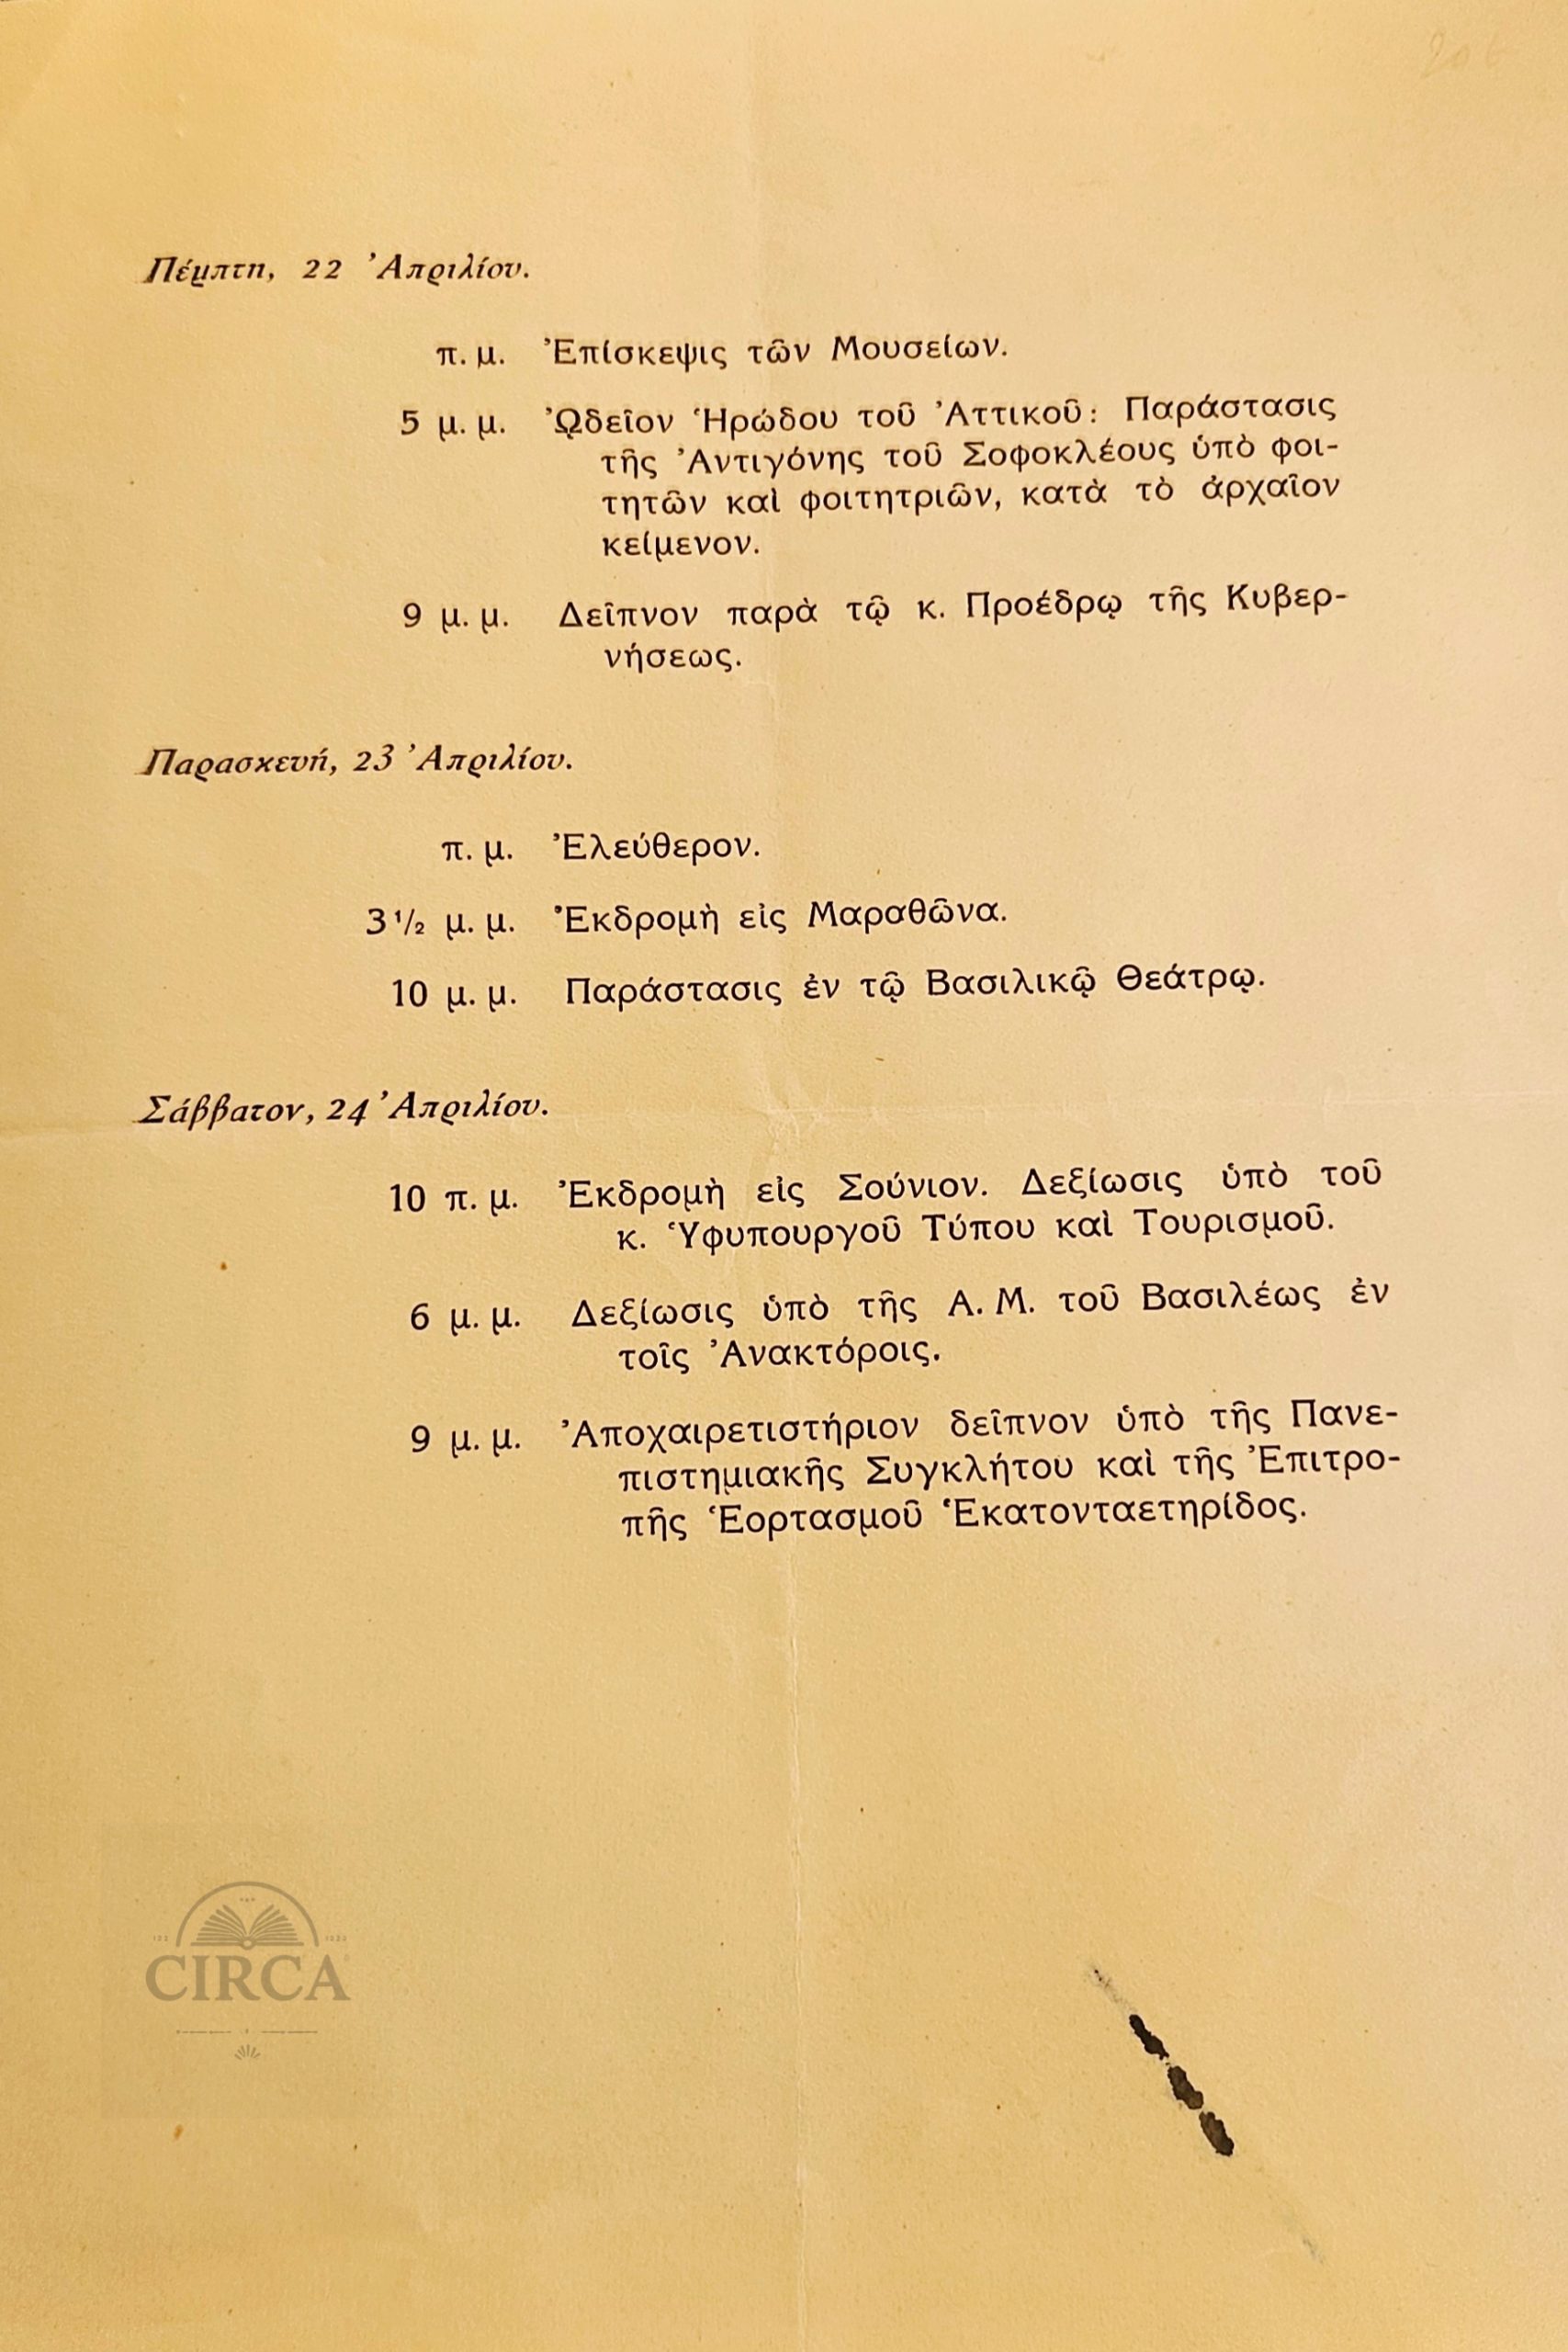 Πέμπτη, 22 Ἀπριλίου.
π. μ. Ἐπίσκεψις τῶν Μουσείων.
5 μ. μ. ᾨδεῖον Ἡρώδου τοῦ Ἀττικοῦ: Παράστασις
τῆς Ἀντιγόνης τοῦ Σοφοκλέους ὑπὸ φοι-
τητῶν καὶ φοιτητριῶν, κατὰ τὸ ἀρχαῖον
κείμενον.
9 μ. μ. Δεῖπνον παρὰ τῷ κ. Προέδρῳ τῆς Κυβερ-
νήσεως.
Παρασκευή, 23 Ἀπριλίου.
π. μ. Ἐλεύθερον.
3 1/2 μ. μ. Ἐκδρομὴ εἰς Μαραθῶνα.
10 μ. μ. Παράστασις ἐν τῷ Βασιλικῷ Θεάτρῳ.
Σάββατον, 24 Ἀπριλίου.
10 π. μ. Ἐκδρομὴ εἰς Σούνιον. Δεξίωσις ὑπὸ τοῦ
κ. Ὑφυπουργοῦ Τύπου καὶ Τουρισμοῦ.
6 μ. μ. Δεξίωσις ὑπὸ τῆς Α. Μ. τοῦ Βασιλέως ἐν
τοῖς Ἀνακτόροις.
9 μ. μ. Ἀποχαιρετιστήριον δεῖπνον ὑπὸ τῆς Πανε-
πιστημιακῆς Συγκλήτου καὶ τῆς Ἐπιτρο-
πῆς Ἑορτασμοῦ Ἑκατονταετηρίδος.
CIRCA